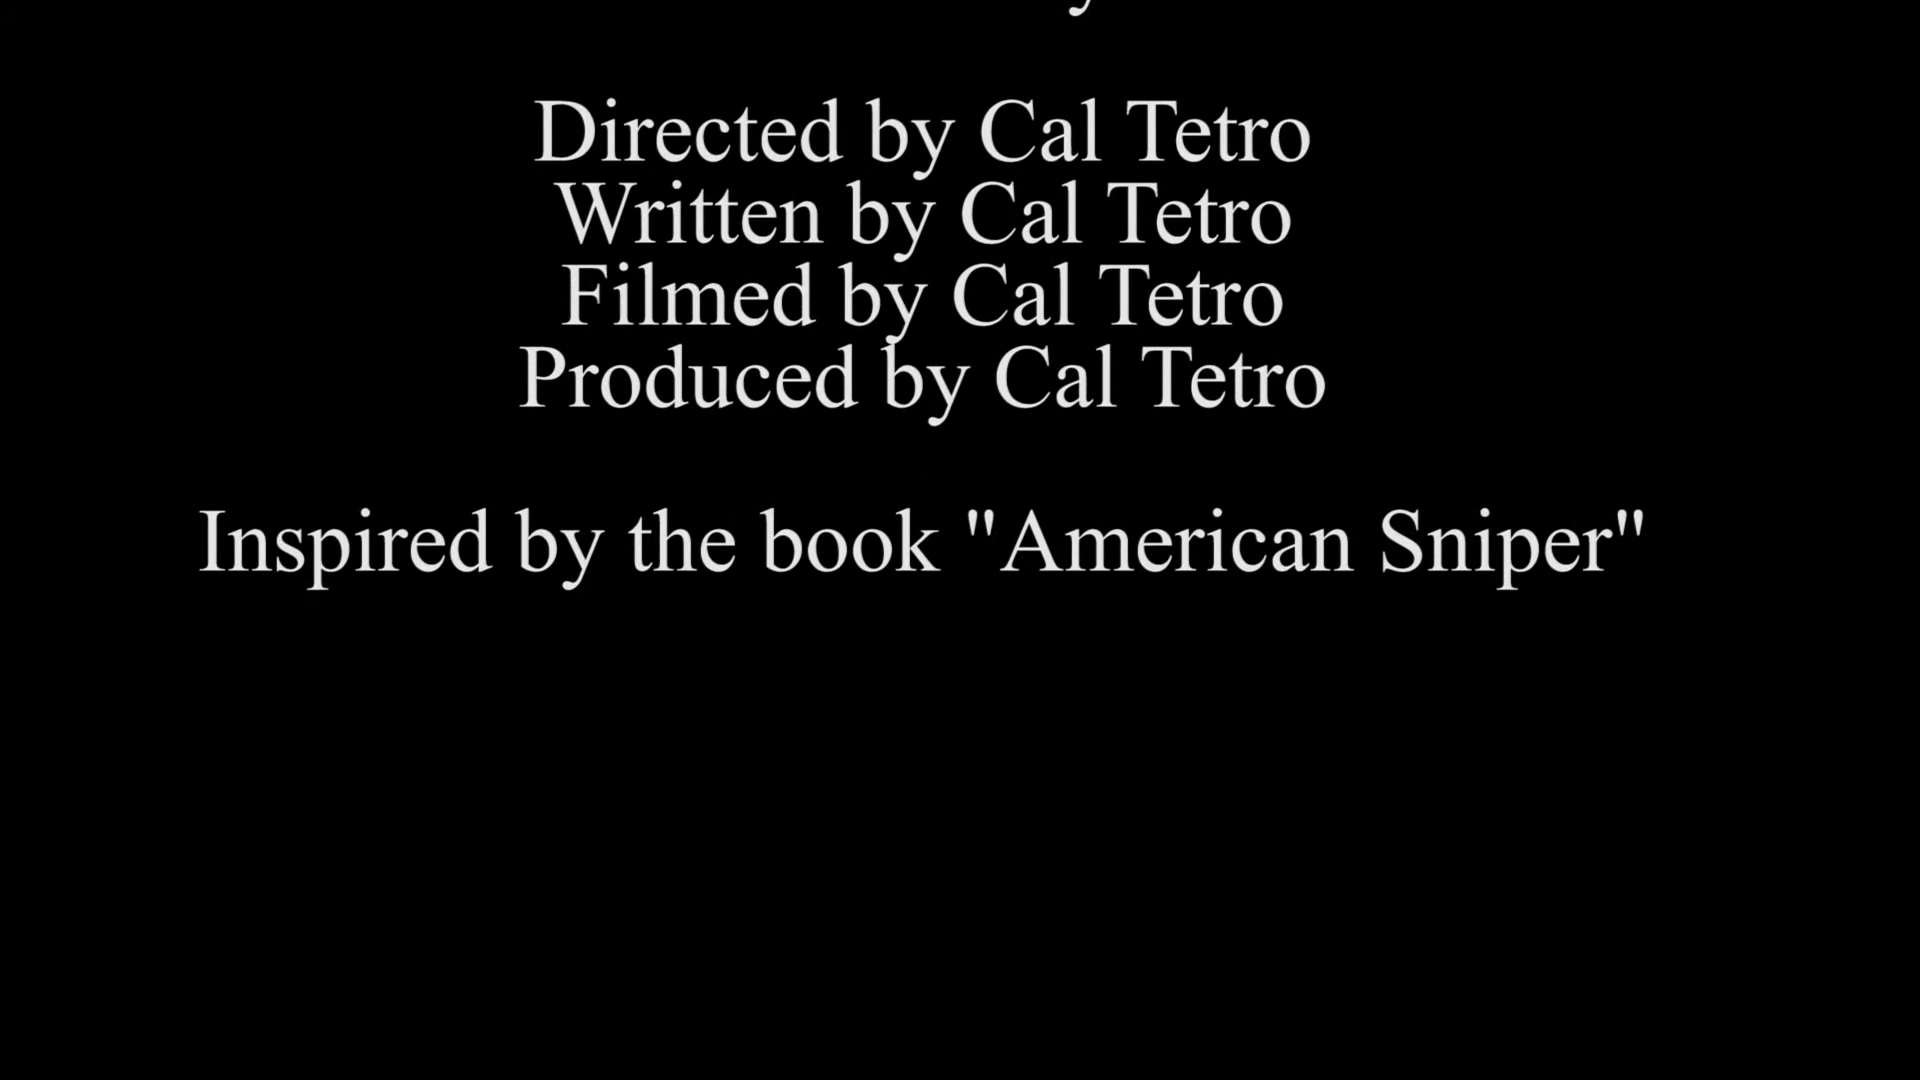 Directed by Cal Tetro
Written by Cal Tetro
Filmed by Cal Tetro
Produced by Cal Tetro
Inspired by the book "American Sniper"